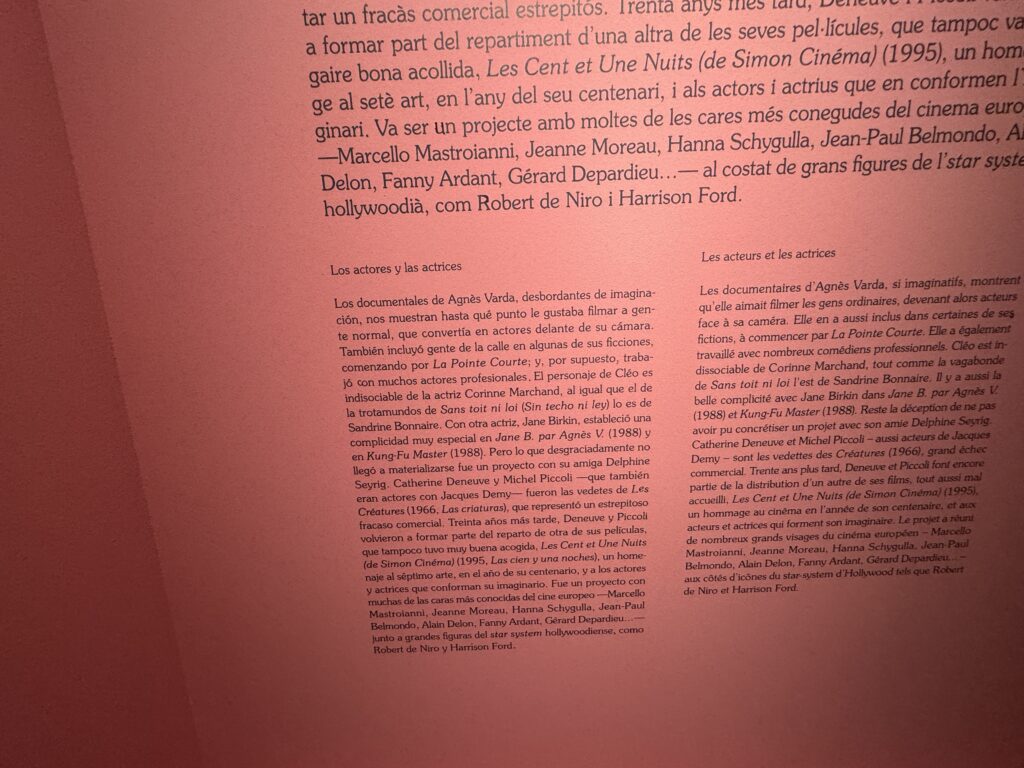 tar un fracàs comercial estrepitós. Trenta anys més tard, Deneuve i Piccoli
a formar part del repartiment d'una altra de les seves pel·lícules, que tampoc va
gaire bona acollida, Les Cent et Une Nuits (de Simon Cinéma) (1995), un hom
ge al setè art, en l'any del seu centenari, i als actors i actrius que en conformen l'
ginari. Va ser un projecte amb moltes de les cares més conegudes del cinema euro
—Marcello Mastroianni, Jeanne Moreau, Hanna Schygulla, Jean-Paul Belmondo,
Delon, Fanny Ardant, Gérard Depardieu...— al costat de grans figures de l'star syste
hollywoodià, com Robert de Niro i Harrison Ford.
Los actores y las actrices
Los documentales de Agnès Varda, desbordantes de imagina-
ción, nos muestran hasta qué punto le gustaba filmar a gen-
te normal, que convertía en actores delante de su cámara.
También incluyó gente de la calle en algunas de sus ficciones,
comenzando por La Pointe Courte; y, por supuesto, traba-
jó con muchos actores profesionales. El personaje de Cléo es
indisociable de la actriz Corinne Marchand, al igual que el de
la trotamundos de Sans toit ni loi (Sin techo ni ley) lo es de
Sandrine Bonnaire. Con otra actriz, Jane Birkin, estableció una
complicidad muy especial en Jane B. par Agnès V. (1988) y
en Kung-Fu Master (1988). Pero lo que desgraciadamente no
llegó a materializarse fue un proyecto con su amiga Delphine
Seyrig. Catherine Deneuve y Michel Piccoli —que también
eran actores con Jacques Demy— fueron las vedetes de Les
Créatures (1966, Las criaturas), que representó un estrepitoso
fracaso comercial. Treinta años más tarde, Deneuve y Piccoli
volvieron a formar parte del reparto de otra de sus películas,
que tampoco tuvo muy buena acogida, Les Cent et Une Nuits
(de Simon Cinéma) (1995, Las cien y una noches), un home-
naje al séptimo arte, en el año de su centenario, y a los actores
y actrices que conforman su imaginario. Fue un proyecto con
muchas de las caras más conocidas del cine europeo —Marcello
Mastroianni, Jeanne Moreau, Hanna Schygulla, Jean-Paul
Belmondo, Alain Delon, Fanny Ardant, Gérard Depardieu...—
junto a grandes figuras del star system hollywoodiense, como
Robert de Niro y Harrison Ford.
Les acteurs et les actrices
Les documentaires d'Agnès Varda, si imaginatifs, montrent
qu'elle aimait filmer les gens ordinaires, devenant alors acteurs
face à sa caméra. Elle en a aussi inclus dans certaines de ses
fictions, à commencer par La Pointe Courte. Elle a également
travaillé avec nombreux comédiens professionnels. Cléo est in-
dissociable de Corinne Marchand, tout comme la vagabonde
de Sans toit ni loi l'est de Sandrine Bonnaire. Il y a aussi la
belle complicité avec Jane Birkin dans Jane B. par Agnès V.
(1988) et Kung-Fu Master (1988). Reste la déception de ne pas
avoir pu concrétiser un projet avec son amie Delphine Seyrig.
Catherine Deneuve et Michel Piccoli – aussi acteurs de Jacques
Demy – sont les vedettes des Créatures (1966), grand échec
commercial. Trente ans plus tard, Deneuve et Piccoli font encore
partie de la distribution d'un autre de ses films, tout aussi mal
accueilli, Les Cent et Une Nuits (de Simon Cinéma) (1995),
un hommage au cinéma en l'année de son centenaire, et aux
acteurs et actrices qui forment son imaginaire. Le projet a réuni
de nombreux grands visages du cinéma européen – Marcello
Mastroianni, Jeanne Moreau, Hanna Schygulla, Jean-Paul
Belmondo, Alain Delon, Fanny Ardant, Gérard Depardieu... –
aux côtés d'icônes du star-system d'Hollywood tels que Robert
de Niro et Harrison Ford.